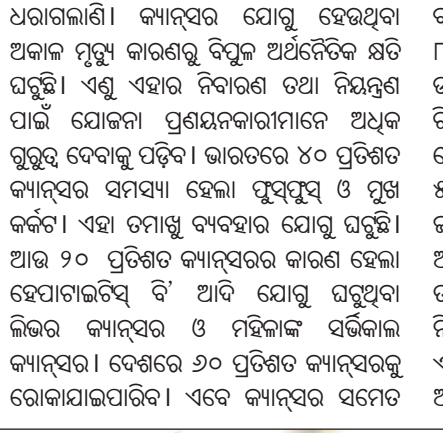 ଧରାଗଲାଣି। କ୍ୟାନ୍‌ସର ଯୋଗୁ ହେଉଥିବା
ଅକାଳ ମୃତ୍ୟୁ କାରଣରୁ ବିପୁଳ ଅର୍ଥନୈତିକ କ୍ଷତି
ଘଟୁଛି। ଏଣୁ ଏହାର ନିବାରଣ ତଥା ନିୟନ୍ତ୍ରଣ
ପାଇଁ ଯୋଜନା ପ୍ରଣୟନକାରୀମାନେ ଅଧିକ
ଗୁରୁତ୍ୱ ଦେବାକୁ ପଡ଼ିବ। ଭାରତରେ ୪୦ ପ୍ରତିଶତ
କ୍ୟାନ୍‌ସର ସମସ୍ୟା ହେଲା ଫୁସ୍‌ଫୁସ୍ ଓ ମୁଖ
କର୍କଟ। ଏହା ତମାଖୁ ବ୍ୟବହାର ଯୋଗୁ ଘଟୁଛି।
ଆଉ ୨୦ ପ୍ରତିଶତ କ୍ୟାନ୍‌ସରର କାରଣ ହେଲା
ହେପାଟାଇଟିସ୍ ବି’ ଆଦି ଯୋଗୁ ଘଟୁଥିବା
ଲିଭର କ୍ୟାନ୍‌ସର ଓ ମହିଳାଙ୍କ ସର୍ଭିକାଲ
କ୍ୟାନ୍‌ସର। ଦେଶରେ ୬୦ ପ୍ରତିଶତ କ୍ୟାନ୍‌ସରକୁ
ରୋକାଯାଇପାରିବ। ଏବେ କ୍ୟାନ୍‌ସର ସମେତ